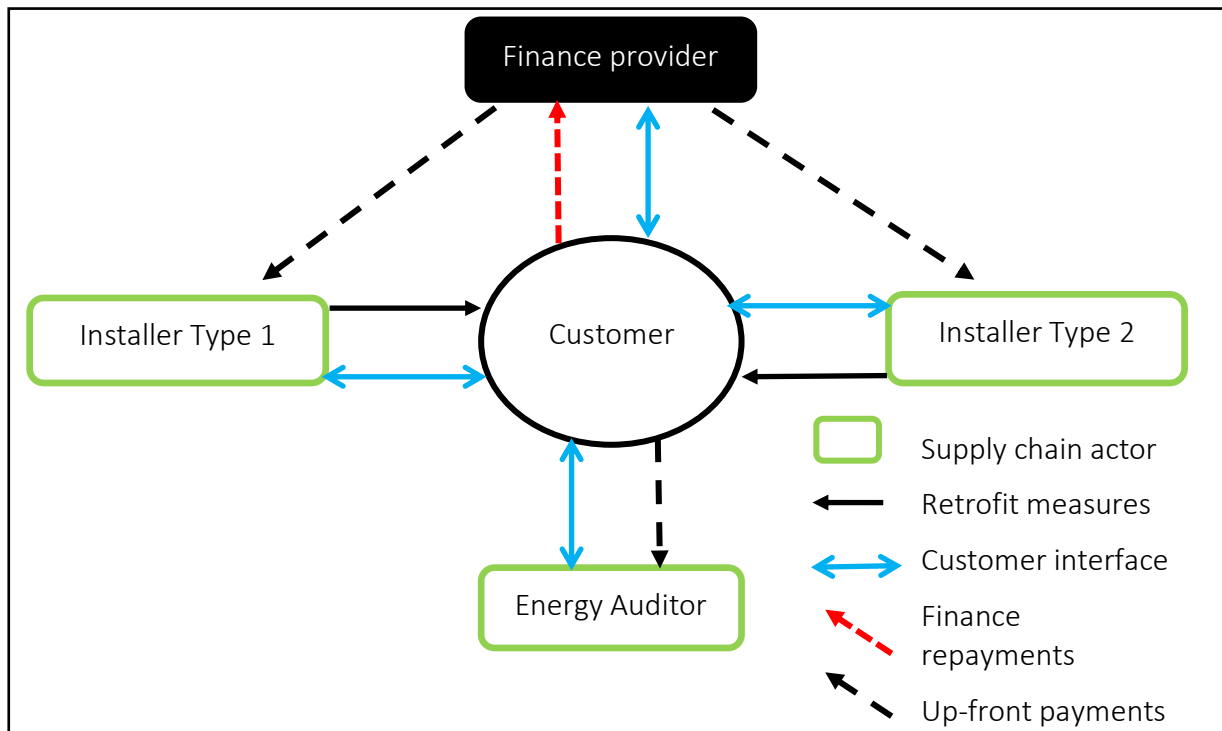 Finance provider
Installer Type 1
Customer
Installer Type 2
Energy Auditor
Supply chain actor
Retrofit measures
Customer interface
Finance
repayments
Up-front payments